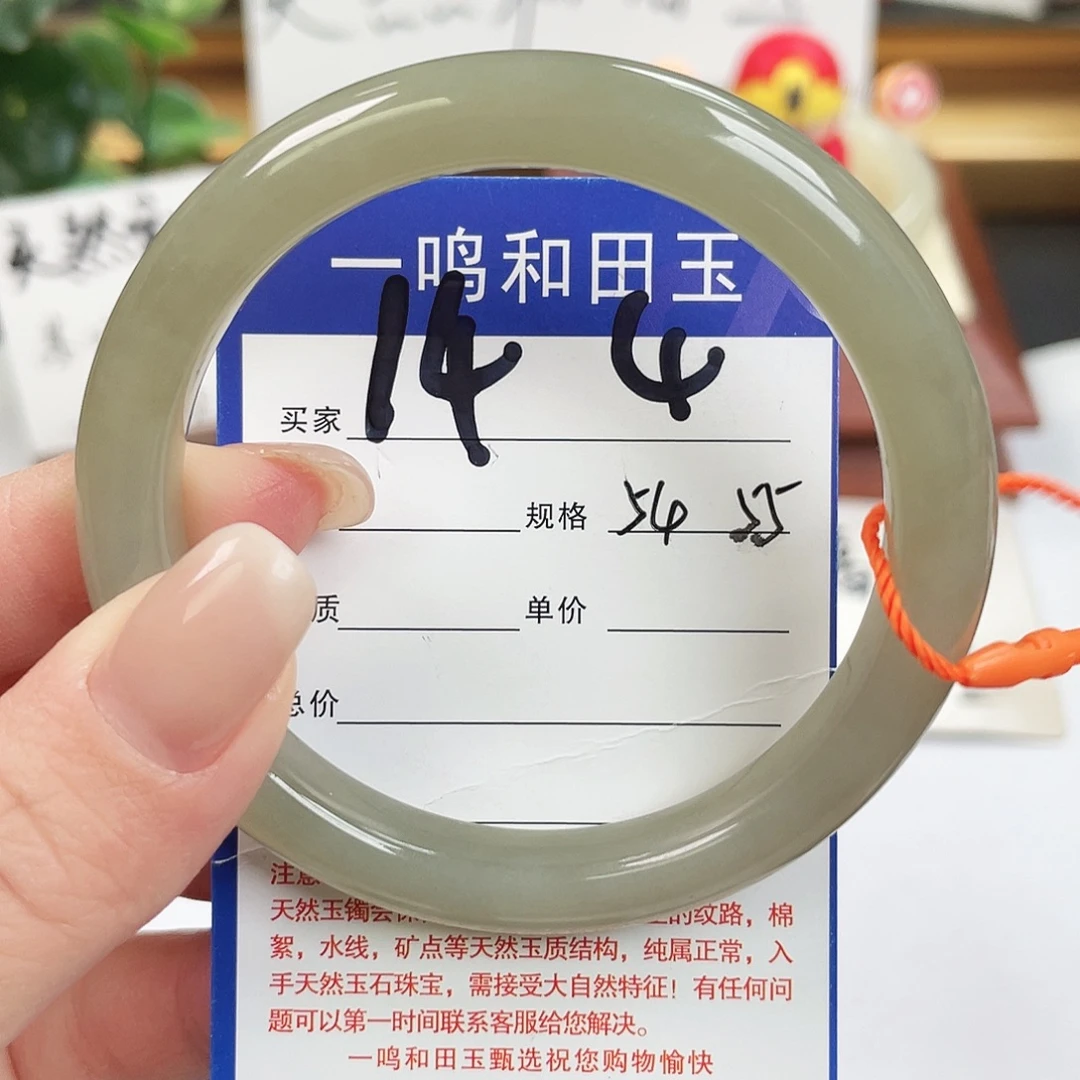 一鸣和田玉
14 4
买家
规格 54 55
质 单价
总价
注意
天然玉镯会 的纹路，棉
絮，水线，矿点等天然玉质结构，纯属正常，入
手天然玉石珠宝，需接受大自然特征！有任何问
题可以第一时间联系客服给您解决。
一鸣和田玉甄选祝您购物愉快
天然